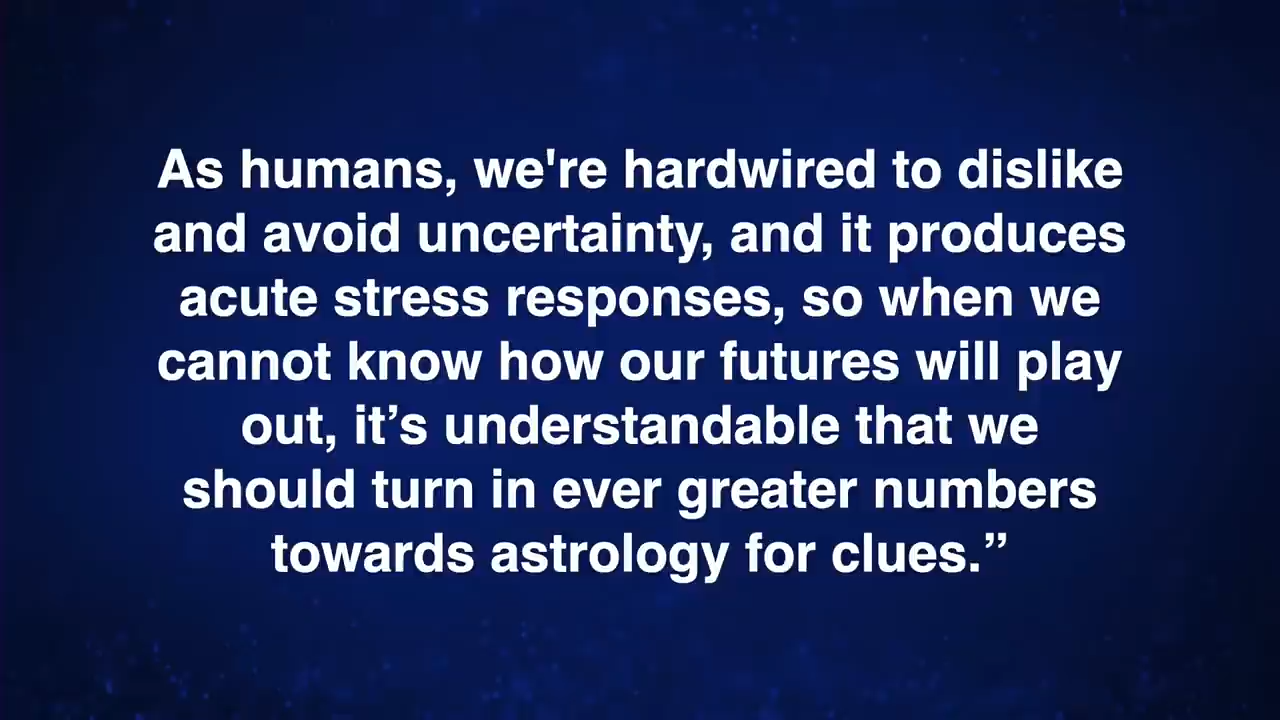 As humans, we're hardwired to dislike
and avoid uncertainty, and it produces
acute stress responses, so when we
cannot know how our futures will play
out, it’s understandable that we
should turn in ever greater numbers
towards astrology for clues.”